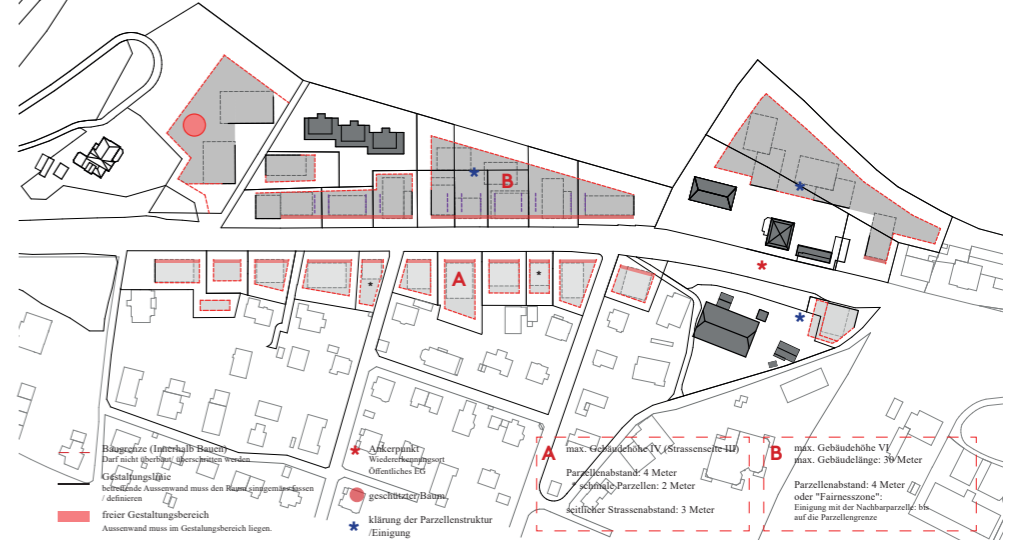 B
A
*
*
Baugrenze (Innerhalb Bauen)
Darf nicht überbaut/ überschritten werden
Gestaltungslinie
betreffende Aussenwand muss den Raum sinngemäss fassen
/ definieren
freier Gestaltungsbereich
Aussenwand muss im Gestalungsbereich liegen.
Ankerpunkt
Wiedererkennungsort
Öffentliches EG
geschützter Baum
klärung der Parzellenstruktur
/Einigung
A
max. Gebäudehöhe IV (Strassenseite III)
Parzellenabstand: 4 Meter
* schmale Parzellen: 2 Meter
seitlicher Strassenabstand: 3 Meter
B
max. Gebäudehöhe VI
max. Gebäudelänge: 30 Meter
Parzellenabstand: 4 Meter
oder "Fairnesszone":
Einigung mit der Nachbarparzelle: bis
auf die Parzellengrenze